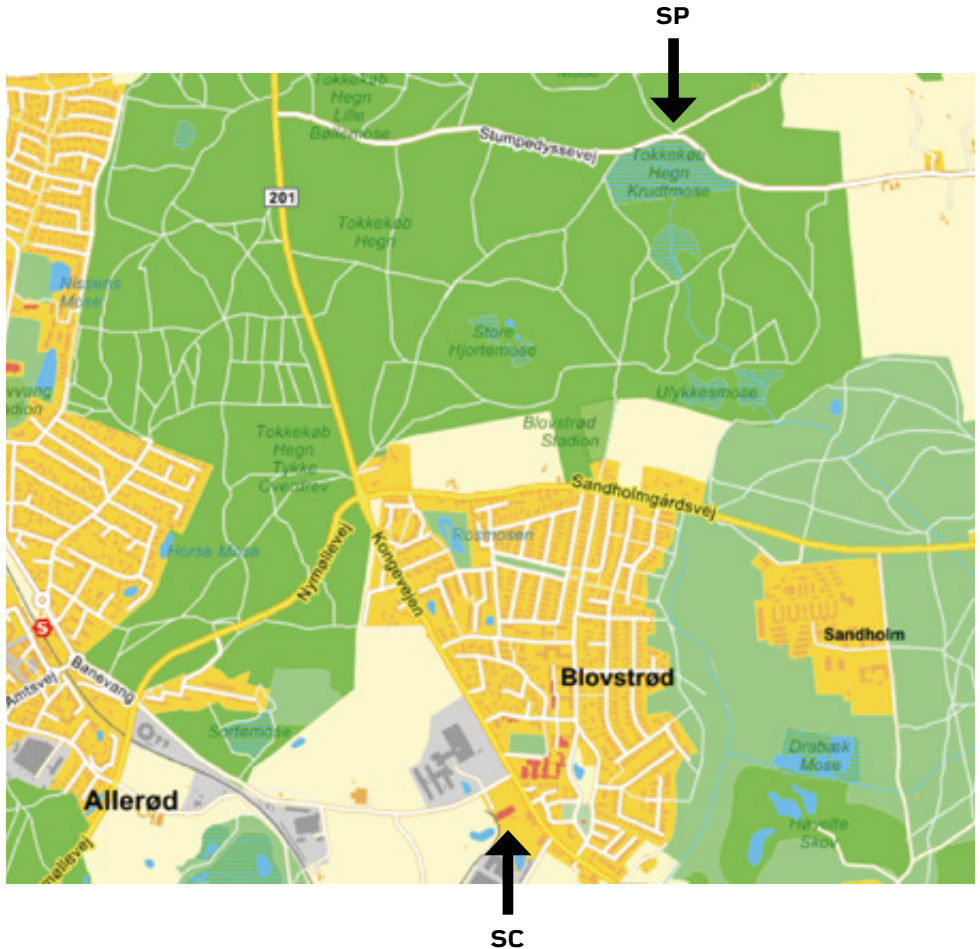 SP
Tokkekøb
Hegn
Lille
Bøllemose
Mose
Stumpedyssevej
Tokkekøb
Hegn
Krudtmose
201
Tokkekøb
Hegn
Nissens
Mose
Store
Hjortemose
Ulykkesmose
Blovstrød
Stadion
Tokkekøb
Hegn
Tykke
Overdrev
Sandholmgårdsvej
Rosmosen
Horse Mose
Nymøllevej
Kongevejen
S
Sandholm
Banevang
Amtsvej
Blovstrød
Sortemose
Drabæk
Mose
Allerød
Høvelte
Skov
SC